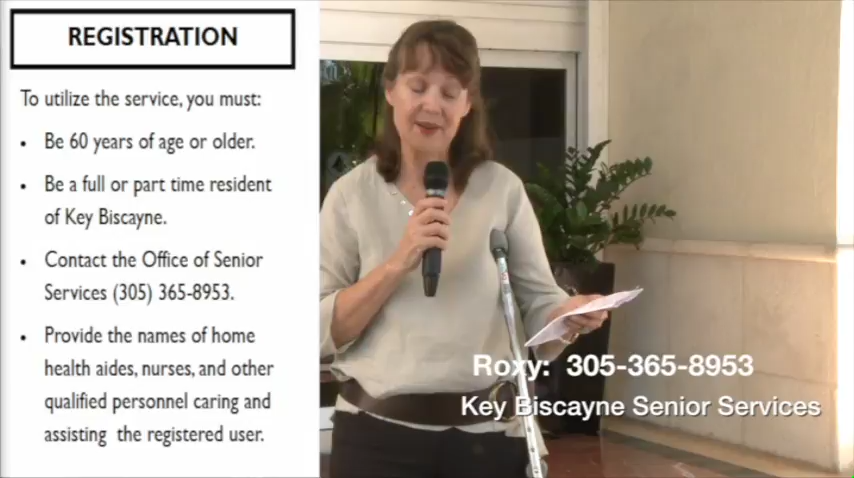 REGISTRATION
To utilize the service, you must:
• Be 60 years of age or older.
• Be a full or part time resident
of Key Biscayne.
• Contact the Office of Senior
Services (305) 365-8953.
• Provide the names of home
health aides, nurses, and other
qualified personnel caring and
assisting the registered user.
Roxy: 305-365-8953
Key Biscayne Senior Services